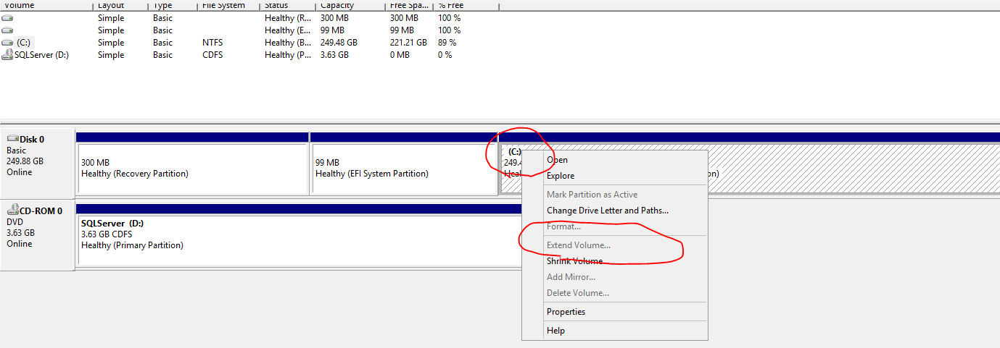 Volume Layout Type File System Status Capacity Free Spa... % Free
Simple Basic Healthy (R... 300 MB 300 MB 100 %
Simple Basic Healthy (E... 99 MB 99 MB 100 %
(C:) Simple Basic NTFS Healthy (B... 249.48 GB 221.21 GB 89 %
SQLServer (D:) Simple Basic CDFS Healthy (P... 3.63 GB 0 MB 0 %
Disk 0
Basic
249.88 GB
Online
300 MB
Healthy (Recovery Partition)
99 MB
Healthy (EFI System Partition)
(C:)
249.4
Heal
on)
CD-ROM 0
DVD
3.63 GB
Online
SQLServer (D:)
3.63 GB CDFS
Healthy (Primary Partition)
Open
Explore
Mark Partition as Active
Change Drive Letter and Paths...
Format...
Extend Volume...
Shrink Volume...
Add Mirror...
Delete Volume...
Properties
Help